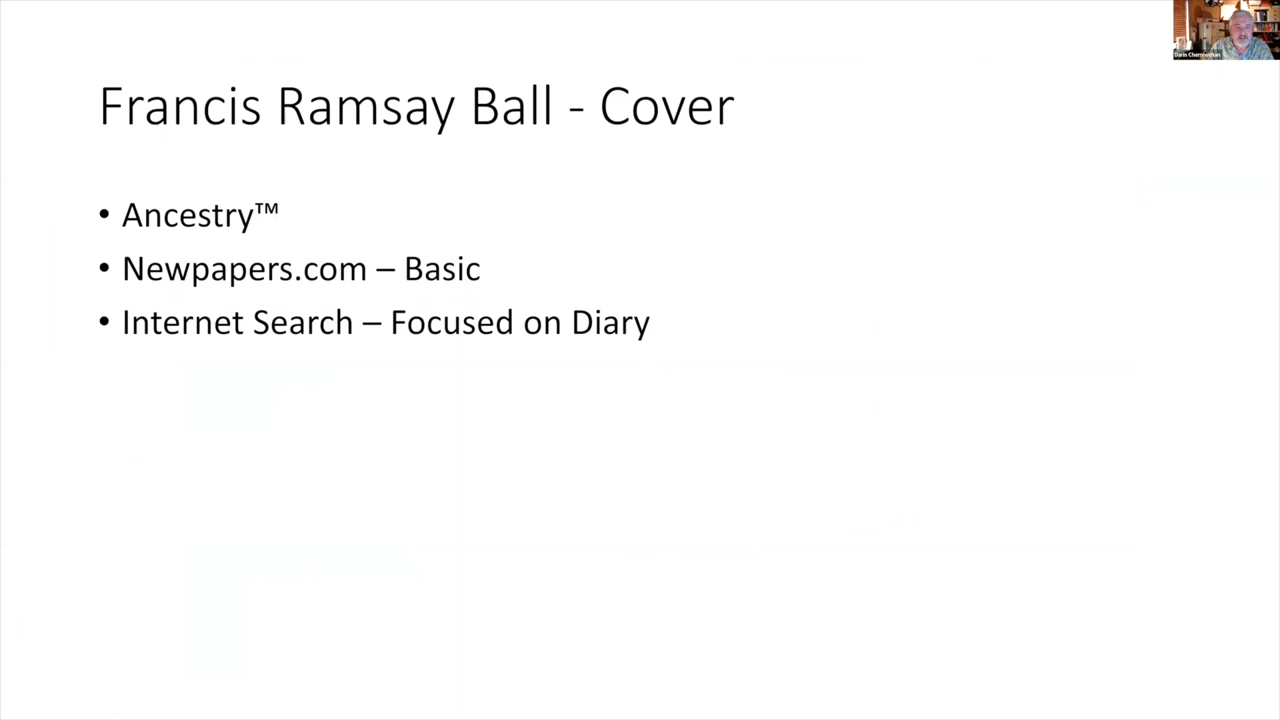 Francis Ramsay Ball - Cover
• Ancestry™
• Newpapers.com – Basic
• Internet Search – Focused on Diary